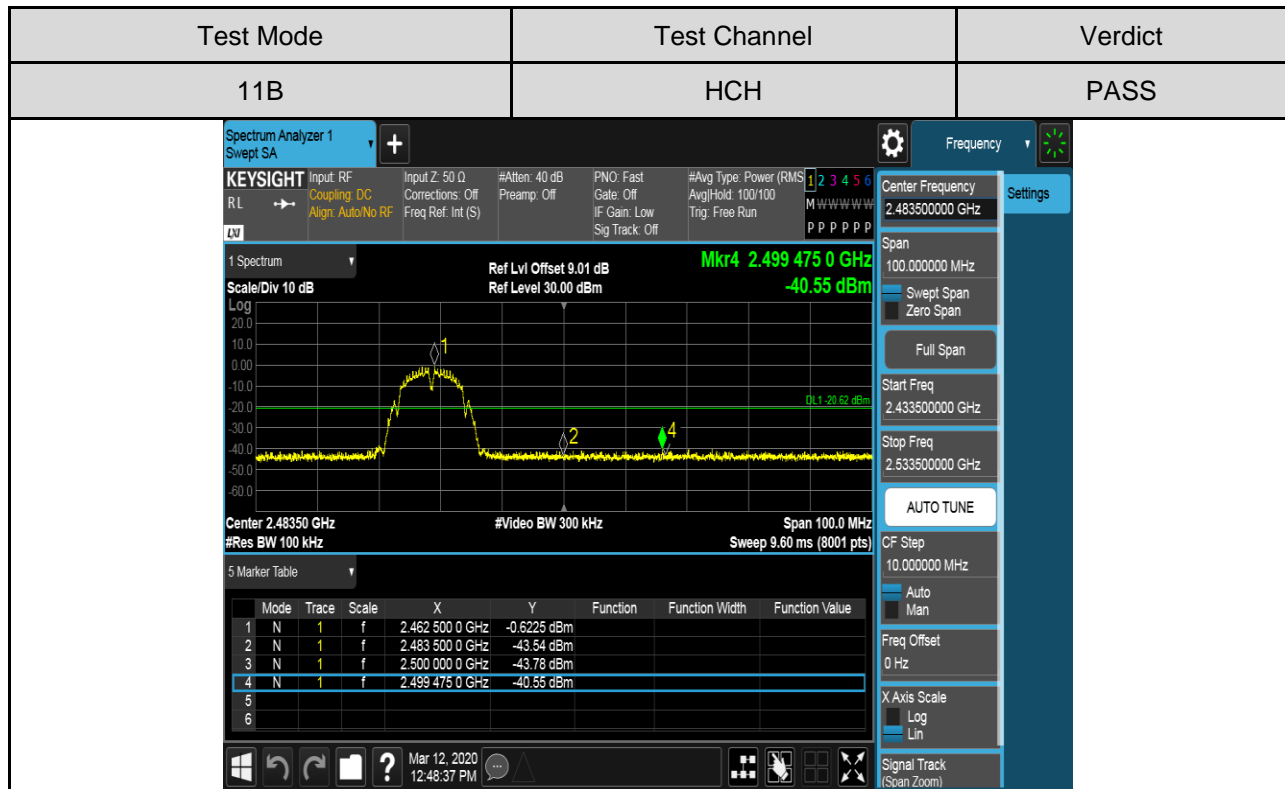 Test Mode Test Channel Verdict
11B HCH PASS
Spectrum Analyzer 1
Swept SA
+
Frequency
KEYSIGHT
RL
LXI
Input: RF
Coupling: DC
Align: Auto/No RF
Input Z: 50 Ω
Corrections: Off
Freq Ref: Int (S)
#Atten: 40 dB
Preamp: Off
PNO: Fast
Gate: Off
IF Gain: Low
Sig Track: Off
#Avg Type: Power (RMS
Avg|Hold: 100/100
Trig: Free Run
1 2 3 4 5 6
M W W W W W
P P P P P P
1 Spectrum
Scale/Div 10 dB
Ref Lvl Offset 9.01 dB
Ref Level 30.00 dBm
Mkr4 2.499 475 0 GHz
-40.55 dBm
Log
20.0
10.0
0.00
-10.0
-20.0
-30.0
-40.0
-50.0
-60.0
1
2
4
DL1 -20.62 dBm
Center 2.48350 GHz #Video BW 300 kHz Span 100.0 MHz
#Res BW 100 kHz Sweep 9.60 ms (8001 pts)
5 Marker Table
Mode Trace Scale X Y Function Function Width Function Value
1 N 1 f 2.462 500 0 GHz -0.6225 dBm
2 N 1 f 2.483 500 0 GHz -43.54 dBm
3 N 1 f 2.500 000 0 GHz -43.78 dBm
4 N 1 f 2.499 475 0 GHz -40.55 dBm
5
6
Mar 12, 2020
12:48:37 PM
?
Center Frequency
2.483500000 GHz
Settings
Span
100.000000 MHz
Swept Span
Zero Span
Full Span
Start Freq
2.433500000 GHz
Stop Freq
2.533500000 GHz
AUTO TUNE
CF Step
10.000000 MHz
Auto
Man
Freq Offset
0 Hz
X Axis Scale
Log
Lin
Signal Track
(Span Zoom)